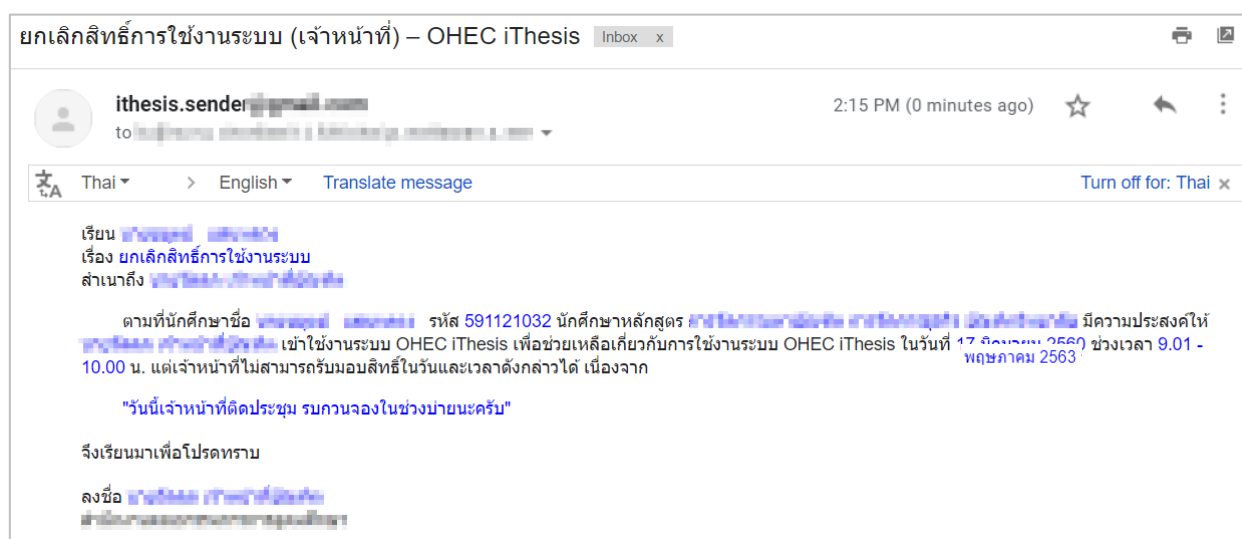 ยกเลิกสิทธิ์การใช้งานระบบ (เจ้าหน้าที่) – OHEC iThesis Inbox x
ithesis.sender
2:15 PM (0 minutes ago)
to
Thai > English Translate message Turn off for: Thai x
เรียน
เรื่อง ยกเลิกสิทธิ์การใช้งานระบบ
สำเนาถึง
ตามที่นักศึกษาชื่อ รหัส 591121032 นักศึกษาหลักสูตร มีความประสงค์ให้
เข้าใช้งานระบบ OHEC iThesis เพื่อช่วยเหลือเกี่ยวกับการใช้งานระบบ OHEC iThesis ในวันที่ 17 ช่วงเวลา 9.01 -
พฤษภาคม 2563
10.00 น. แต่เจ้าหน้าที่ไม่สามารถรับมอบสิทธิ์ในวันและเวลาดังกล่าวได้ เนื่องจาก
"วันนี้เจ้าหน้าที่ติดประชุม รบกวนจองในช่วงบ่ายนะครับ"
จึงเรียนมาเพื่อโปรดทราบ
ลงชื่อ